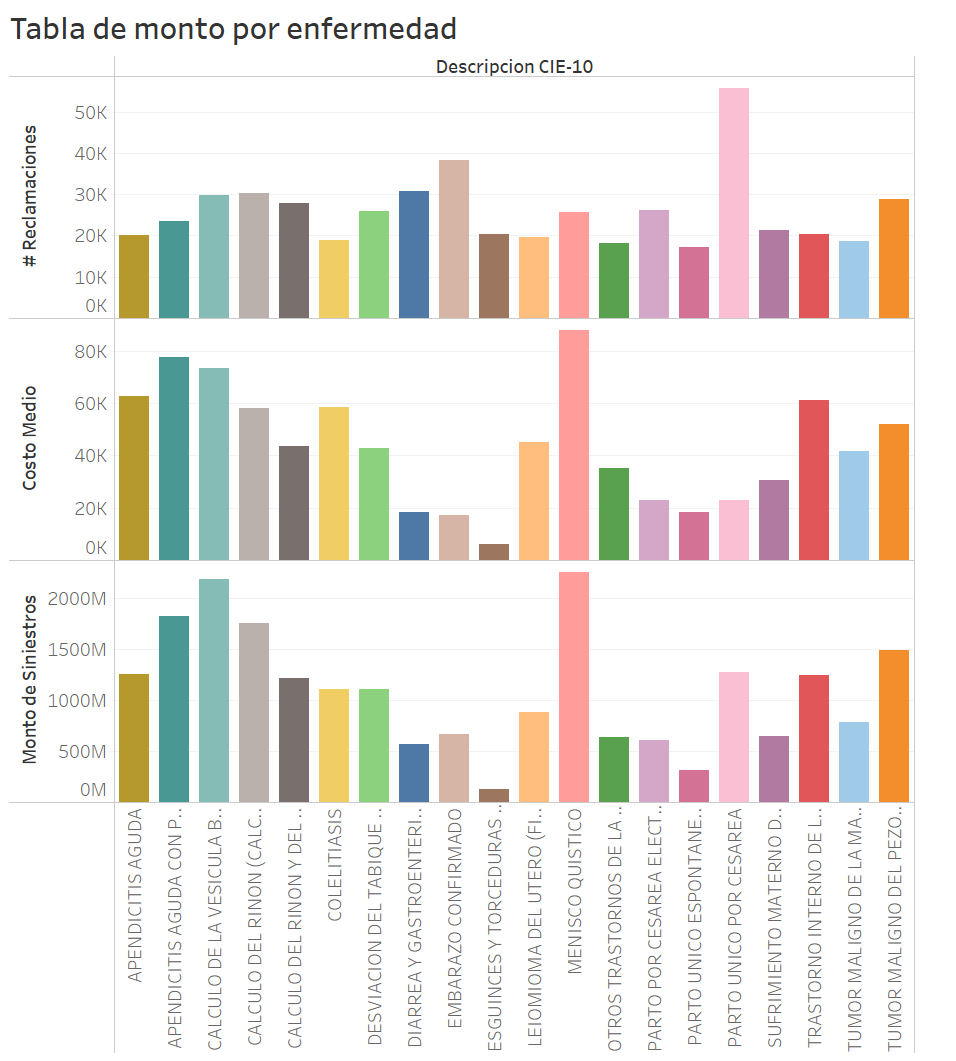 Tabla de monto por enfermedad
Descripcion CIE-10
# Reclamaciones
50K
40K
30K
20K
10K
0K
Costo Medio
80K
60K
40K
20K
0K
Monto de Siniestros
2000M
1500M
1000M
500M
0M
APENDICITIS AGUDA
APENDICITIS AGUDA CON P..
CALCULO DE LA VESICULA B..
CALCULO DEL RINON (CALC..
CALCULO DEL RINON Y DEL ..
COLELITIASIS
DESVIACION DEL TABIQUE ..
DIARREA Y GASTROENTERI..
EMBARAZO CONFIRMADO
ESGUINCES Y TORCEDURAS ..
LEIOMIOMA DEL UTERO (FI..
MENISCO QUISTICO
OTROS TRASTORNOS DE LA ..
PARTO POR CESAREA ELECT..
PARTO UNICO ESPONTANE..
PARTO UNICO POR CESAREA
SUFRIMIENTO MATERNO D..
TRASTORNO INTERNO DE L..
TUMOR MALIGNO DE LA MA..
TUMOR MALIGNO DEL PEZO..